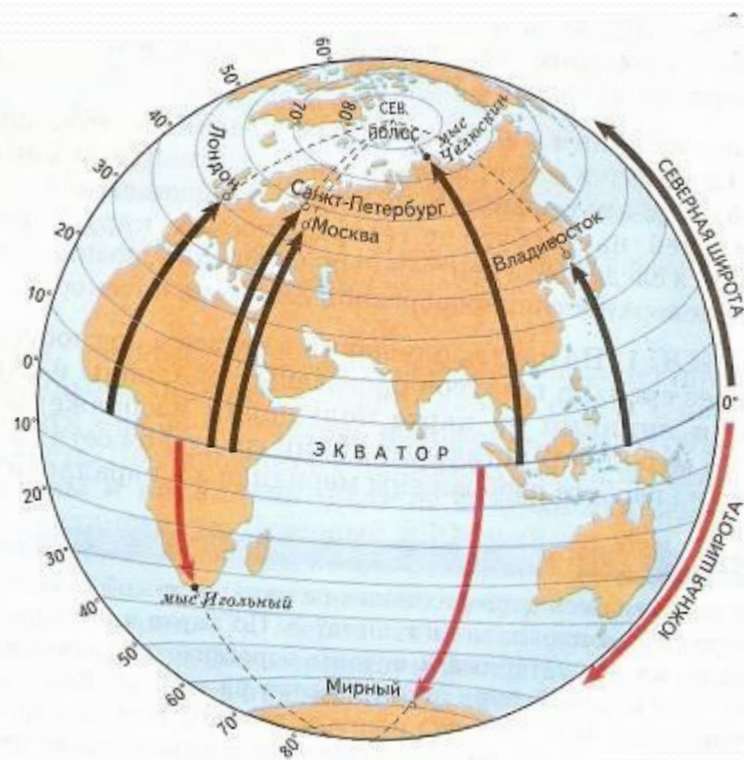 60°
50°
40°
30°
20°
10°
0°
10°
20°
30°
40°
50°
60°
70°
80°
70°
80°
СЕВ.
ПОЛЮС
мыс
Челюскин
Лондон
Санкт-Петербург
Москва
Владивосток
СЕВЕРНАЯ ШИРОТА
0°
ЭКВАТОР
ЮЖНАЯ ШИРОТА
мыс Игольный
Мирный